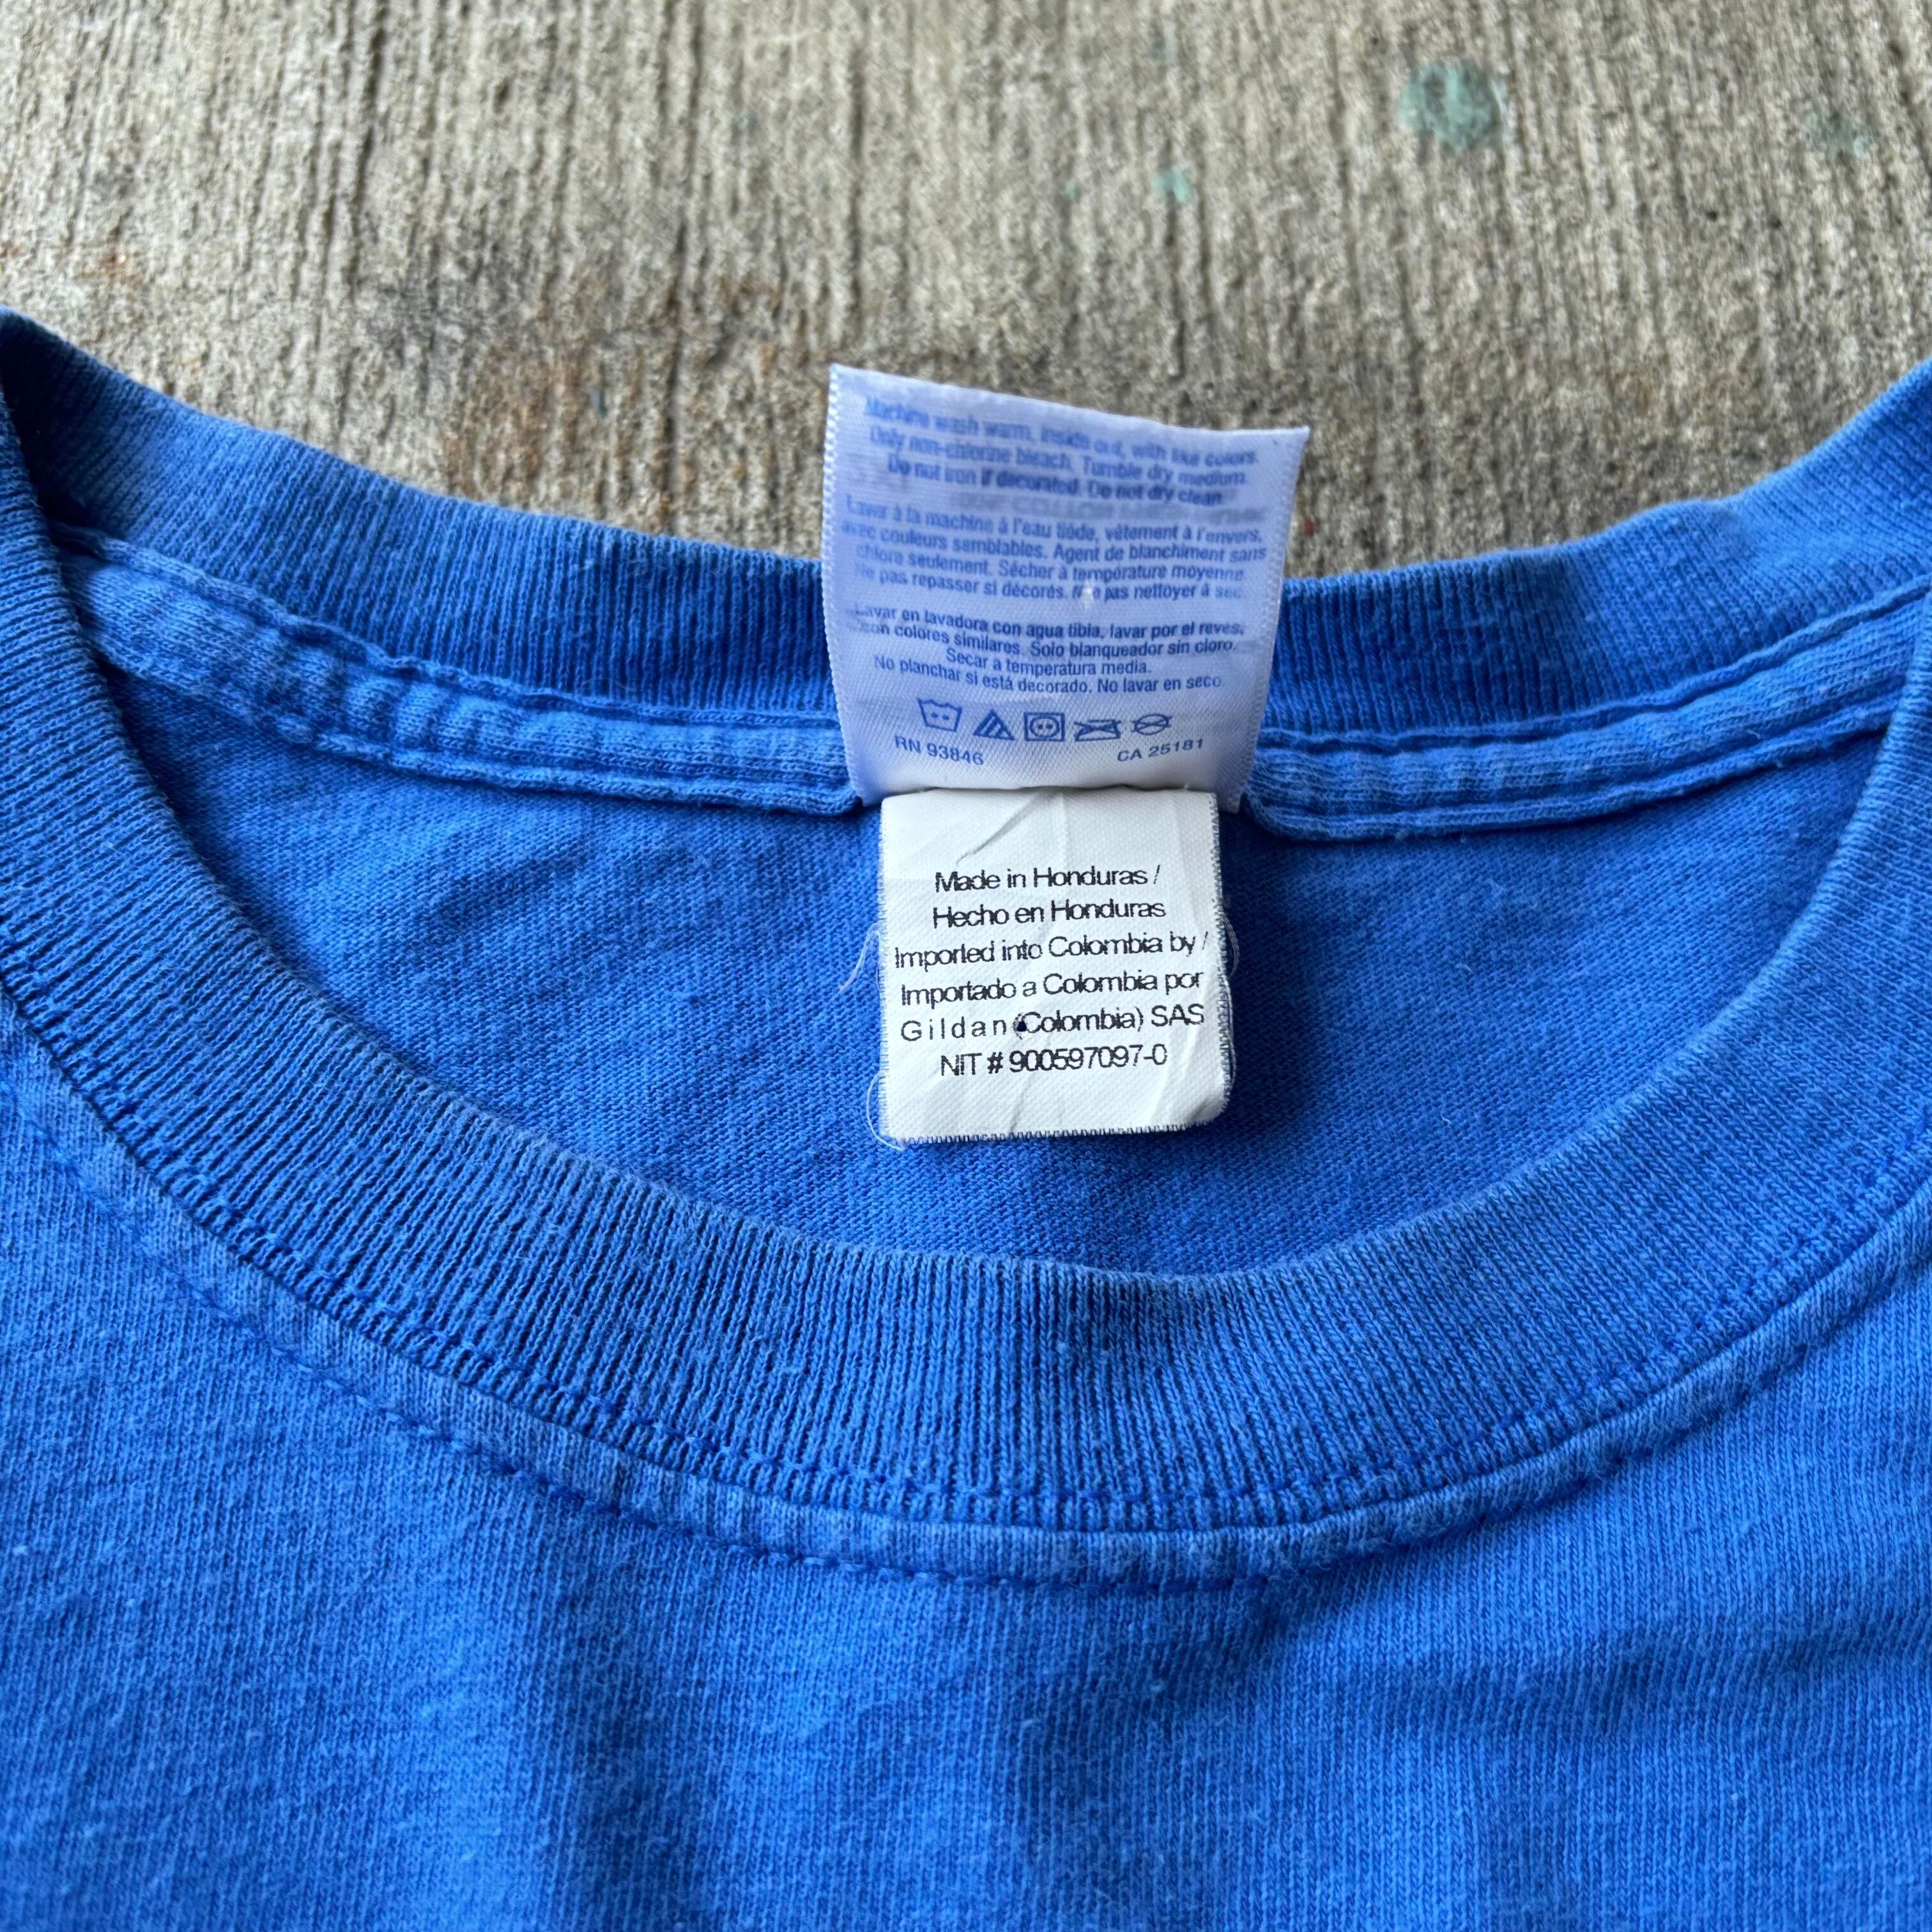 Machine wash warm, inside out, with like colors.
Only non-chlorine bleach. Tumble dry medium.
Do not iron if decorated. Do not dry clean.
Laver à la machine à l'eau tiède, vêtement à l'envers,
avec couleurs semblables. Agent de blanchiment sans
chlore seulement. Sécher à température moyenne.
Ne pas repasser si décorés. Ne pas nettoyer à sec.
Lavar en lavadora con agua tibia, lavar por el reves,
con colores similares. Solo blanqueador sin cloro.
Secar a temperatura media.
No planchar si está decorado. No lavar en seco.
RN 93846 CA 25181
Made in Honduras /
Hecho en Honduras
Imported into Colombia by /
Importado a Colombia por
Gildan (Colombia) SAS
NIT # 900597097-0